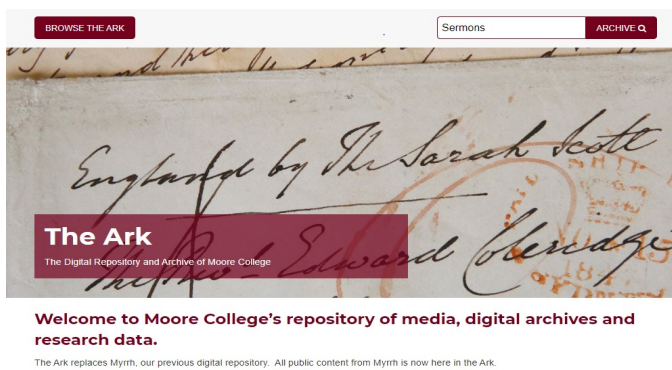 BROWSE THE ARK
Sermons
ARCHIVE
England by The Sarah Scott
The Ark
The Digital Repository and Archive of Moore College
Edward Coleridge
Welcome to Moore College's repository of media, digital archives and
research data.
The Ark replaces Myrrh, our previous digital repository. All public content from Myrrh is now here in the Ark.